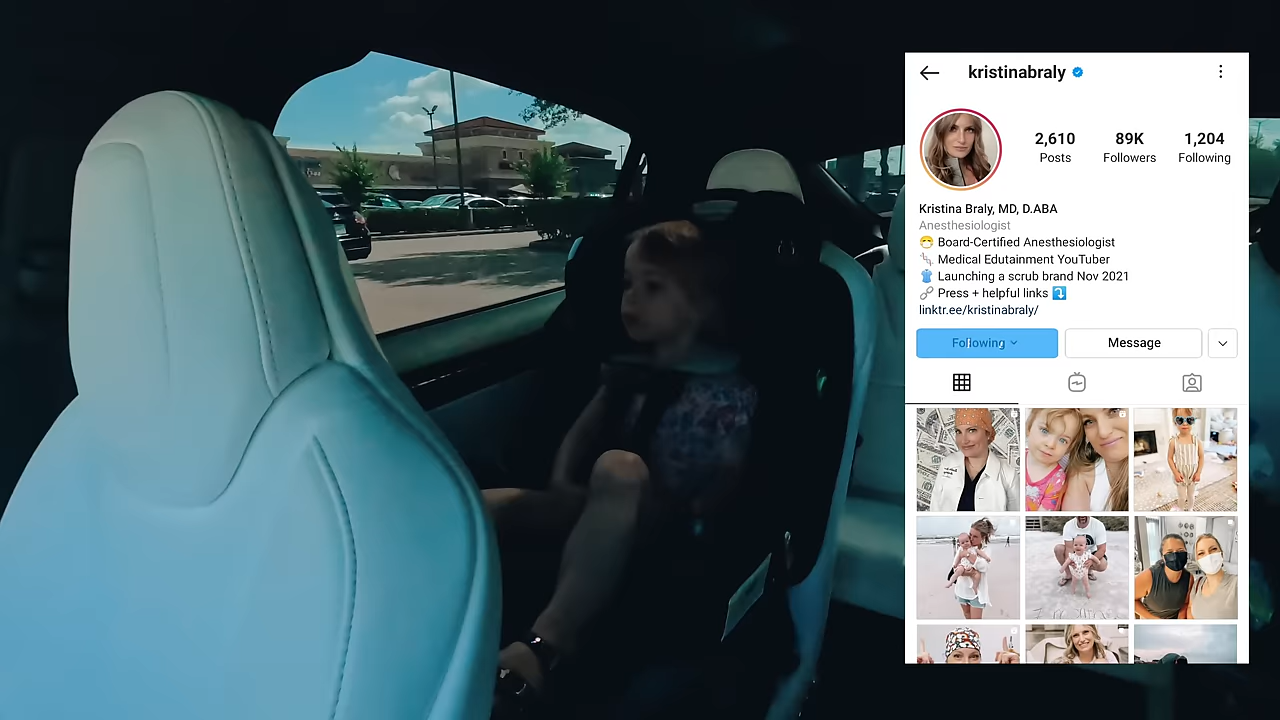 kristinabraly
2,610 89K 1,204
Posts Followers Following
Kristina Braly, MD, D.ABA
Anesthesiologist
😷 Board-Certified Anesthesiologist
Medical Edutainment YouTuber
Launching a scrub brand Nov 2021
Press + helpful links ⤵️
linktr.ee/kristinabraly/
Following Message